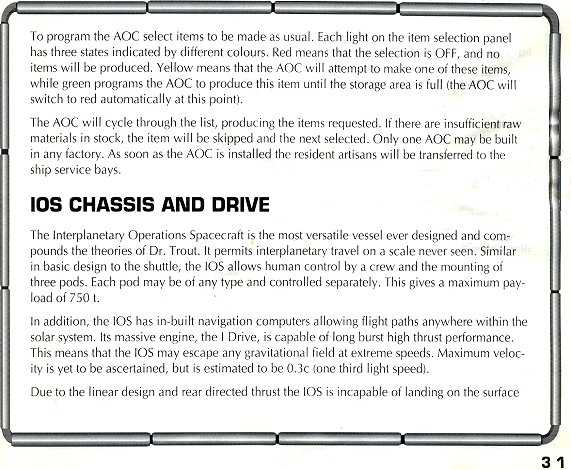 To program the AOC select items to be made as usual. Each light on the item selection panel
has three states indicated by different colours. Red means that the selection is OFF, and no
items will be produced. Yellow means that the AOC will attempt to make one of these items,
while green programs the AOC to produce this item until the storage area is full (the AOC will
switch to red automatically at this point).
The AOC will cycle through the list, producing the items requested. If there are insufficient raw
materials in stock, the item will be skipped and the next selected. Only one AOC may be built
in any factory. As soon as the AOC is installed the resident artisans will be transferred to the
ship service bays.
IOS CHASSIS AND DRIVE
The Interplanetary Operations Spacecraft is the most versatile vessel ever designed and com-
pounds the theories of Dr. Trout. It permits interplanetary travel on a scale never seen. Similar
in basic design to the shuttle, the IOS allows human control by a crew and the mounting of
three pods. Each pod may be of any type and controlled separately. This gives a maximum pay-
load of 750 t.
In addition, the IOS has in-built navigation computers allowing flight paths anywhere within the
solar system. Its massive engine, the I Drive, is capable of long burst high thrust performance.
This means that the IOS may escape any gravitational field at extreme speeds. Maximum veloc-
ity is yet to be ascertained, but is estimated to be 0.3c (one third light speed).
Due to the linear design and rear directed thrust the IOS is incapable of landing on the surface
31